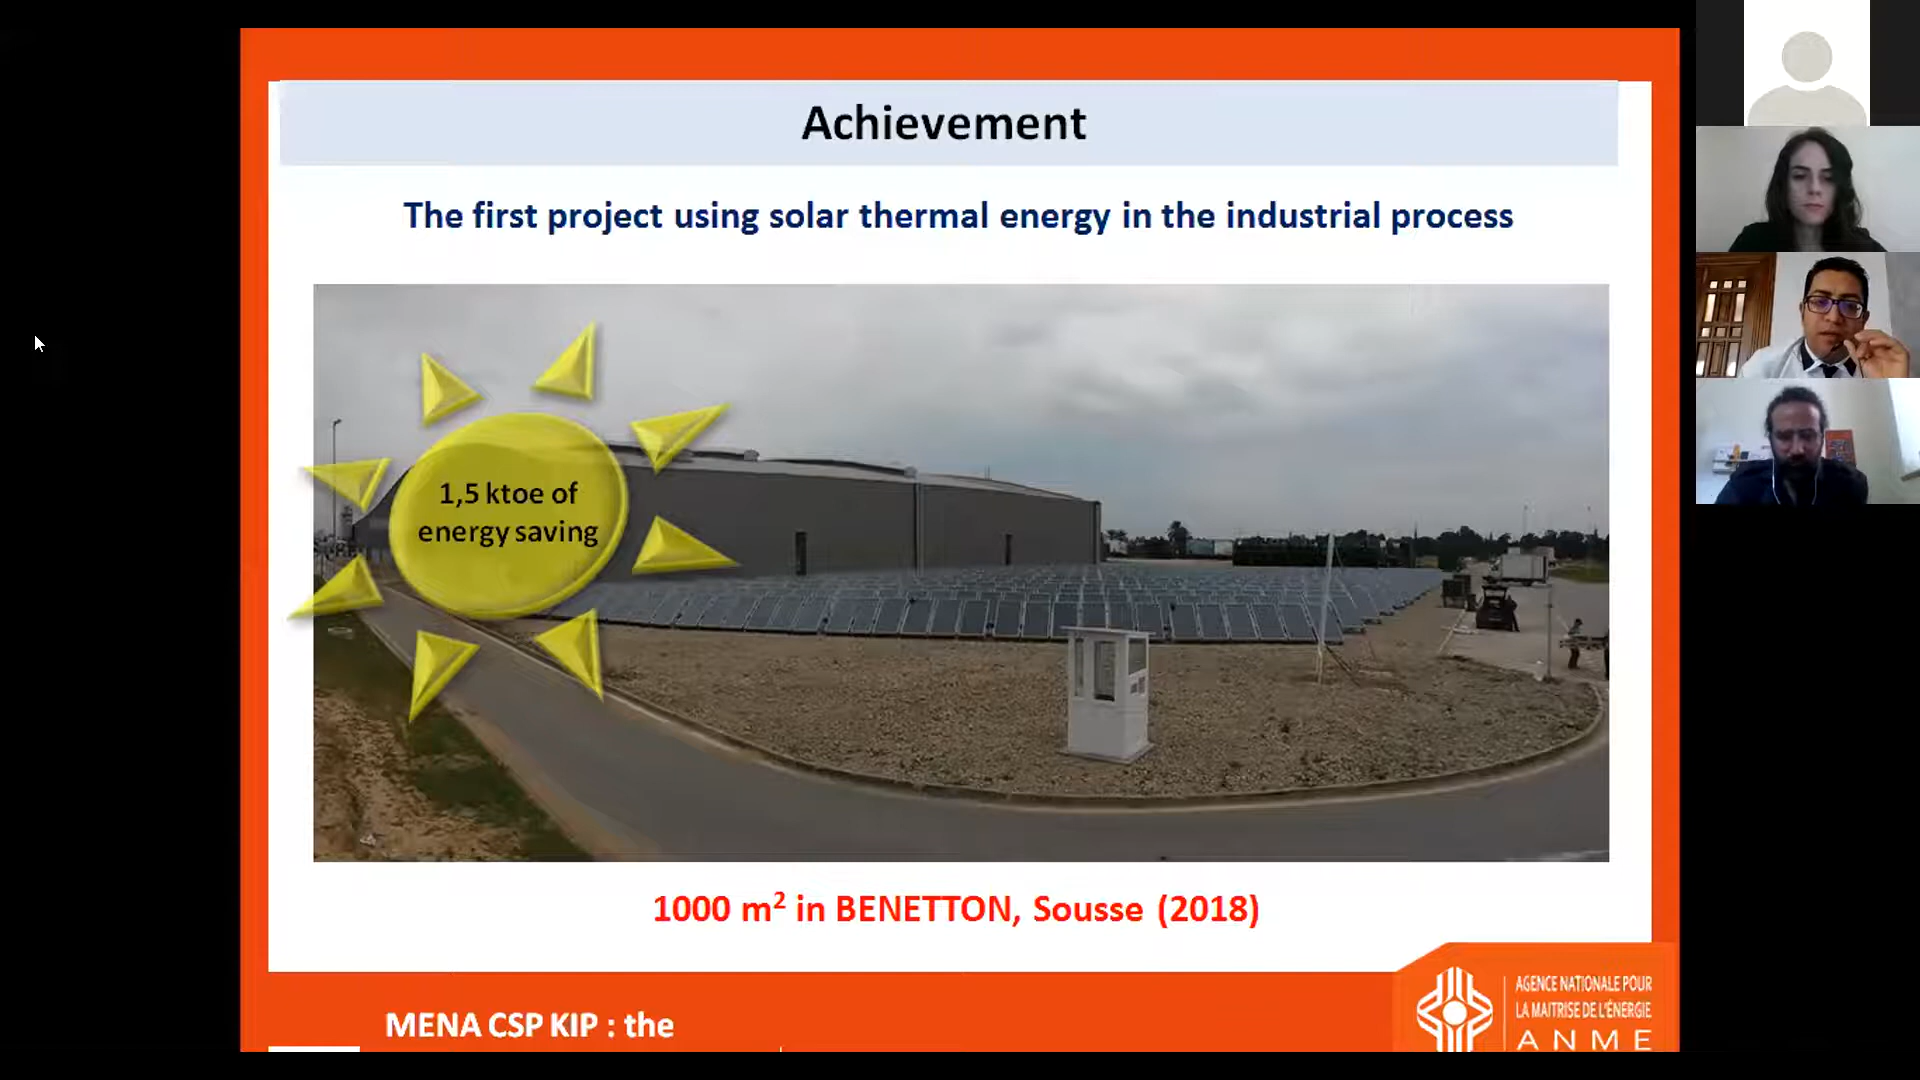 Achievement
The first project using solar thermal energy in the industrial process
1,5 ktoe of
energy saving
1000 m² in BENETTON, Sousse (2018)
MENA CSP KIP : the
AGENCE NATIONALE POUR
LA MAITRISE DE L'ÉNERGIE
ANME